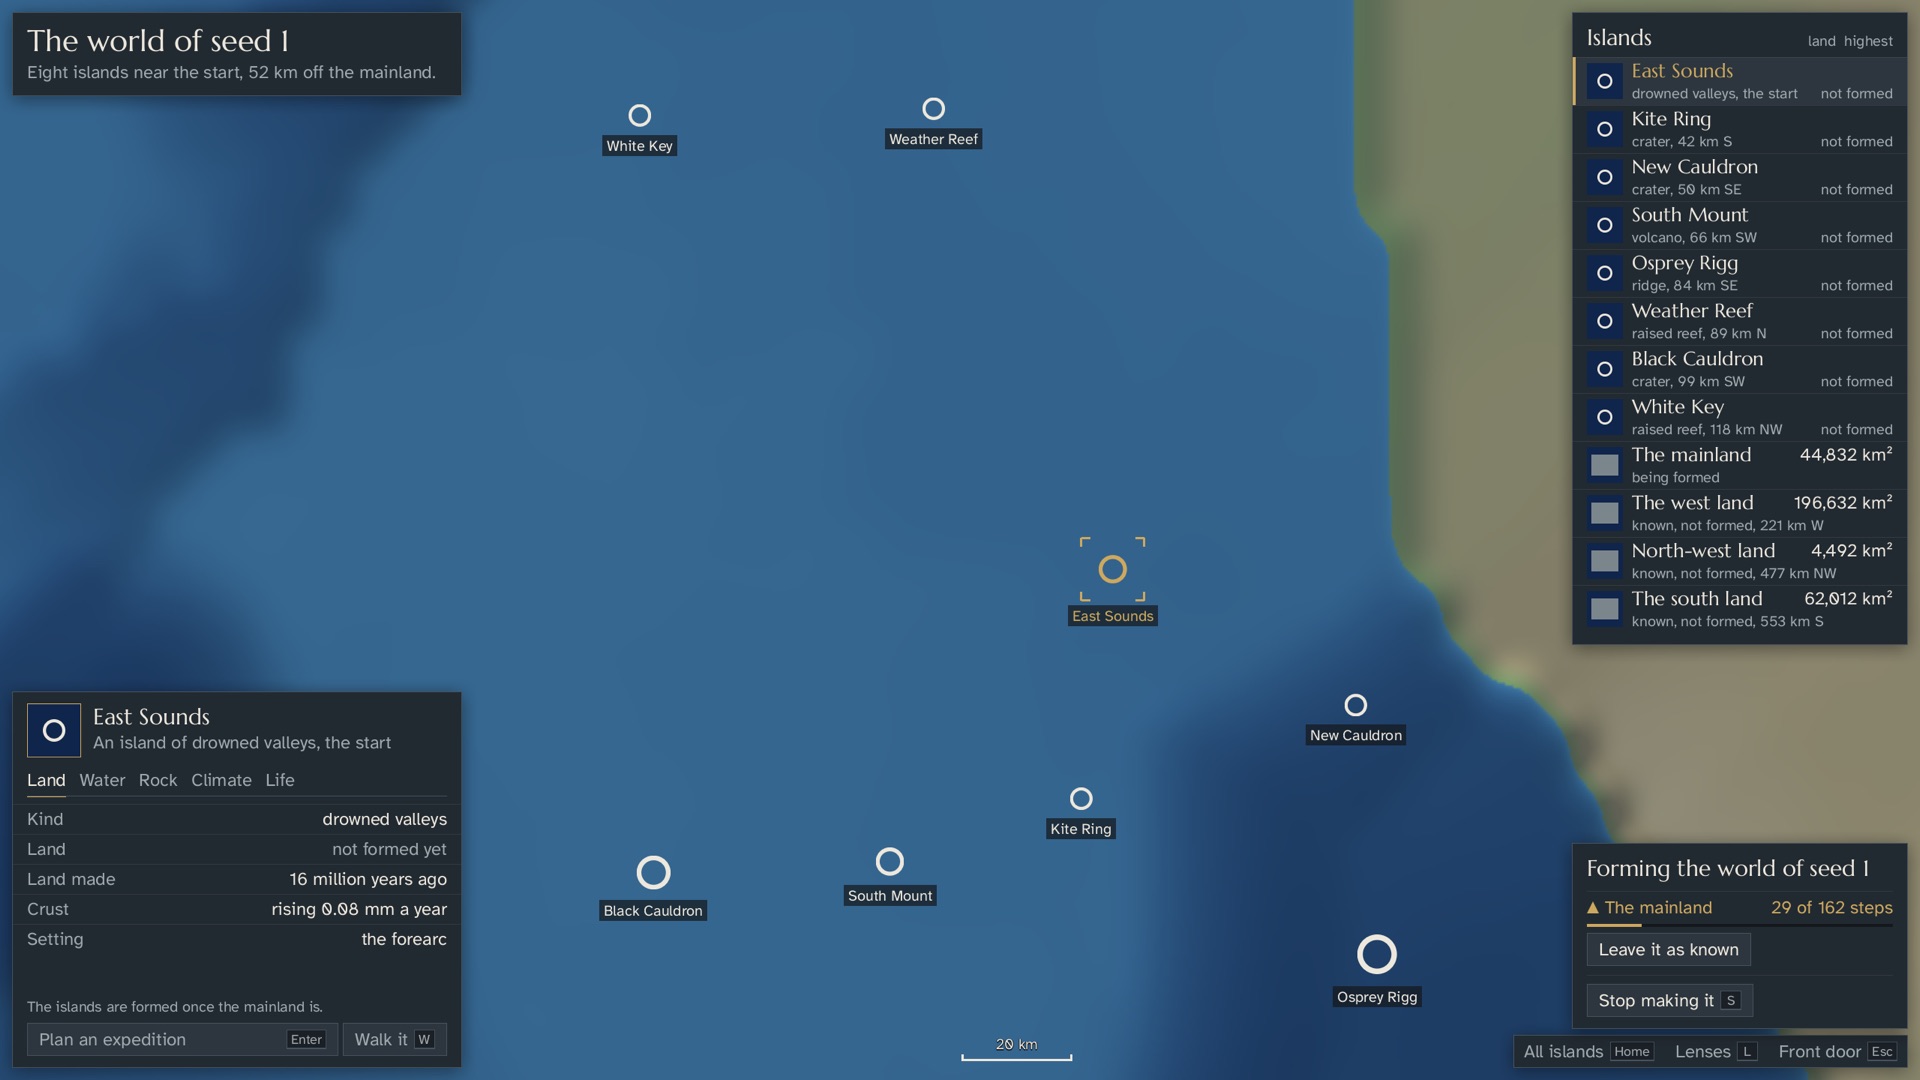 The world of seed 1
Eight islands near the start, 52 km off the mainland.
White Key
Weather Reef
East Sounds
New Cauldron
Kite Ring
South Mount
Black Cauldron
Osprey Rigg
20 km
Islands
land highest
East Sounds
drowned valleys, the start not formed
Kite Ring
crater, 42 km S not formed
New Cauldron
crater, 50 km SE not formed
South Mount
volcano, 66 km SW not formed
Osprey Rigg
ridge, 84 km SE not formed
Weather Reef
raised reef, 89 km N not formed
Black Cauldron
crater, 99 km SW not formed
White Key
raised reef, 118 km NW not formed
The mainland 44,832 km²
being formed
The west land 196,632 km²
known, not formed, 221 km W
North-west land 4,492 km²
known, not formed, 477 km NW
The south land 62,012 km²
known, not formed, 553 km S
East Sounds
An island of drowned valleys, the start
Land Water Rock Climate Life
Kind drowned valleys
Land not formed yet
Land made 16 million years ago
Crust rising 0.08 mm a year
Setting the forearc
The islands are formed once the mainland is.
Plan an expedition Enter Walk it W
Forming the world of seed 1
▲ The mainland 29 of 162 steps
Leave it as known
Stop making it S
All islands Home Lenses L Front door Esc